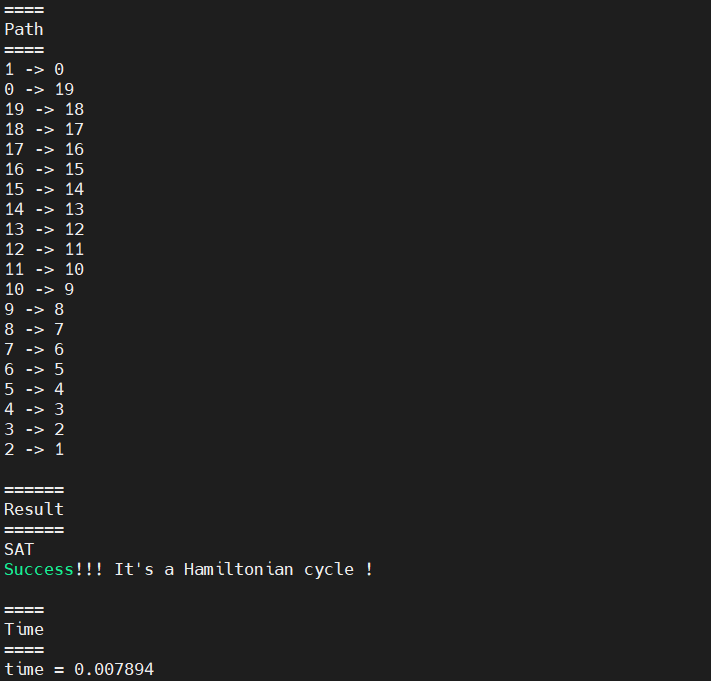 ====
Path
====
1 -> 0
0 -> 19
19 -> 18
18 -> 17
17 -> 16
16 -> 15
15 -> 14
14 -> 13
13 -> 12
12 -> 11
11 -> 10
10 -> 9
9 -> 8
8 -> 7
7 -> 6
6 -> 5
5 -> 4
4 -> 3
3 -> 2
2 -> 1

======
Result
======
SAT
Success!!! It's a Hamiltonian cycle !

====
Time
====
time = 0.007894